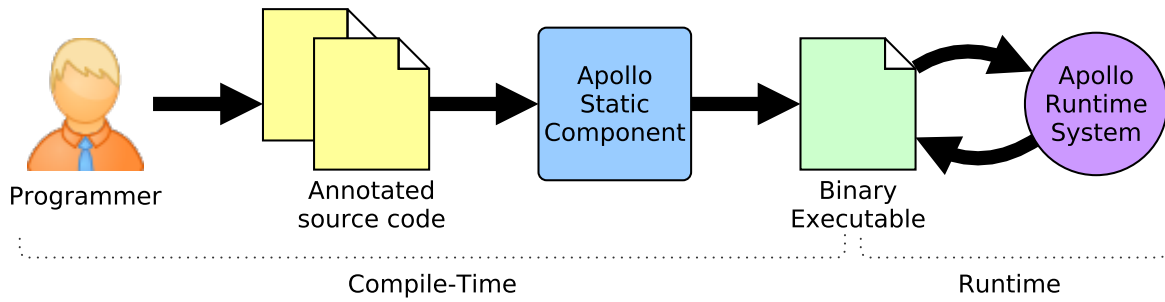 Programmer
Annotated
source code
Apollo
Static
Component
Binary
Executable
Apollo
Runtime
System
Compile-Time
Runtime